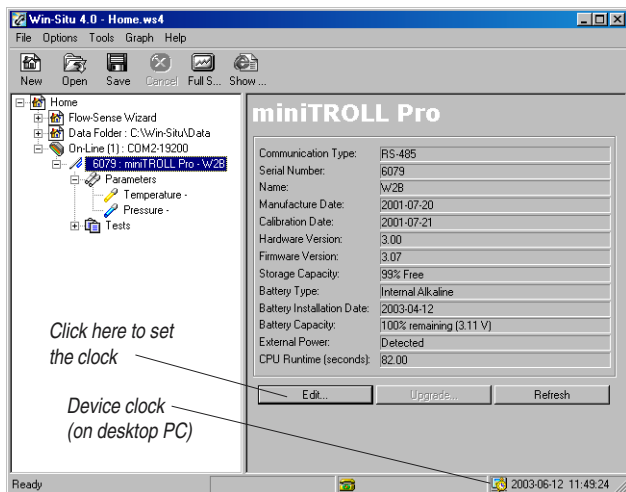 Win-Situ 4.0 - Home.ws4
File Options Tools Graph Help
New Open Save Cancel Full S... Show ...
Home
Flow-Sense Wizard
Data Folder : C:\Win-Situ\Data
On-Line (1) : COM2-19200
6079 : miniTROLL Pro - W2B
Parameters
Temperature -
Pressure -
Tests
miniTROLL Pro
Communication Type: RS-485
Serial Number: 6079
Name: W2B
Manufacture Date: 2001-07-20
Calibration Date: 2001-07-21
Hardware Version: 3.00
Firmware Version: 3.07
Storage Capacity: 99% Free
Battery Type: Internal Alkaline
Battery Installation Date: 2003-04-12
Battery Capacity: 100% remaining (3.11 V)
External Power: Detected
CPU Runtime (seconds): 82.00
Edit... Upgrade... Refresh
Click here to set
the clock
Device clock
(on desktop PC)
Ready 2003-06-12 11:49:24